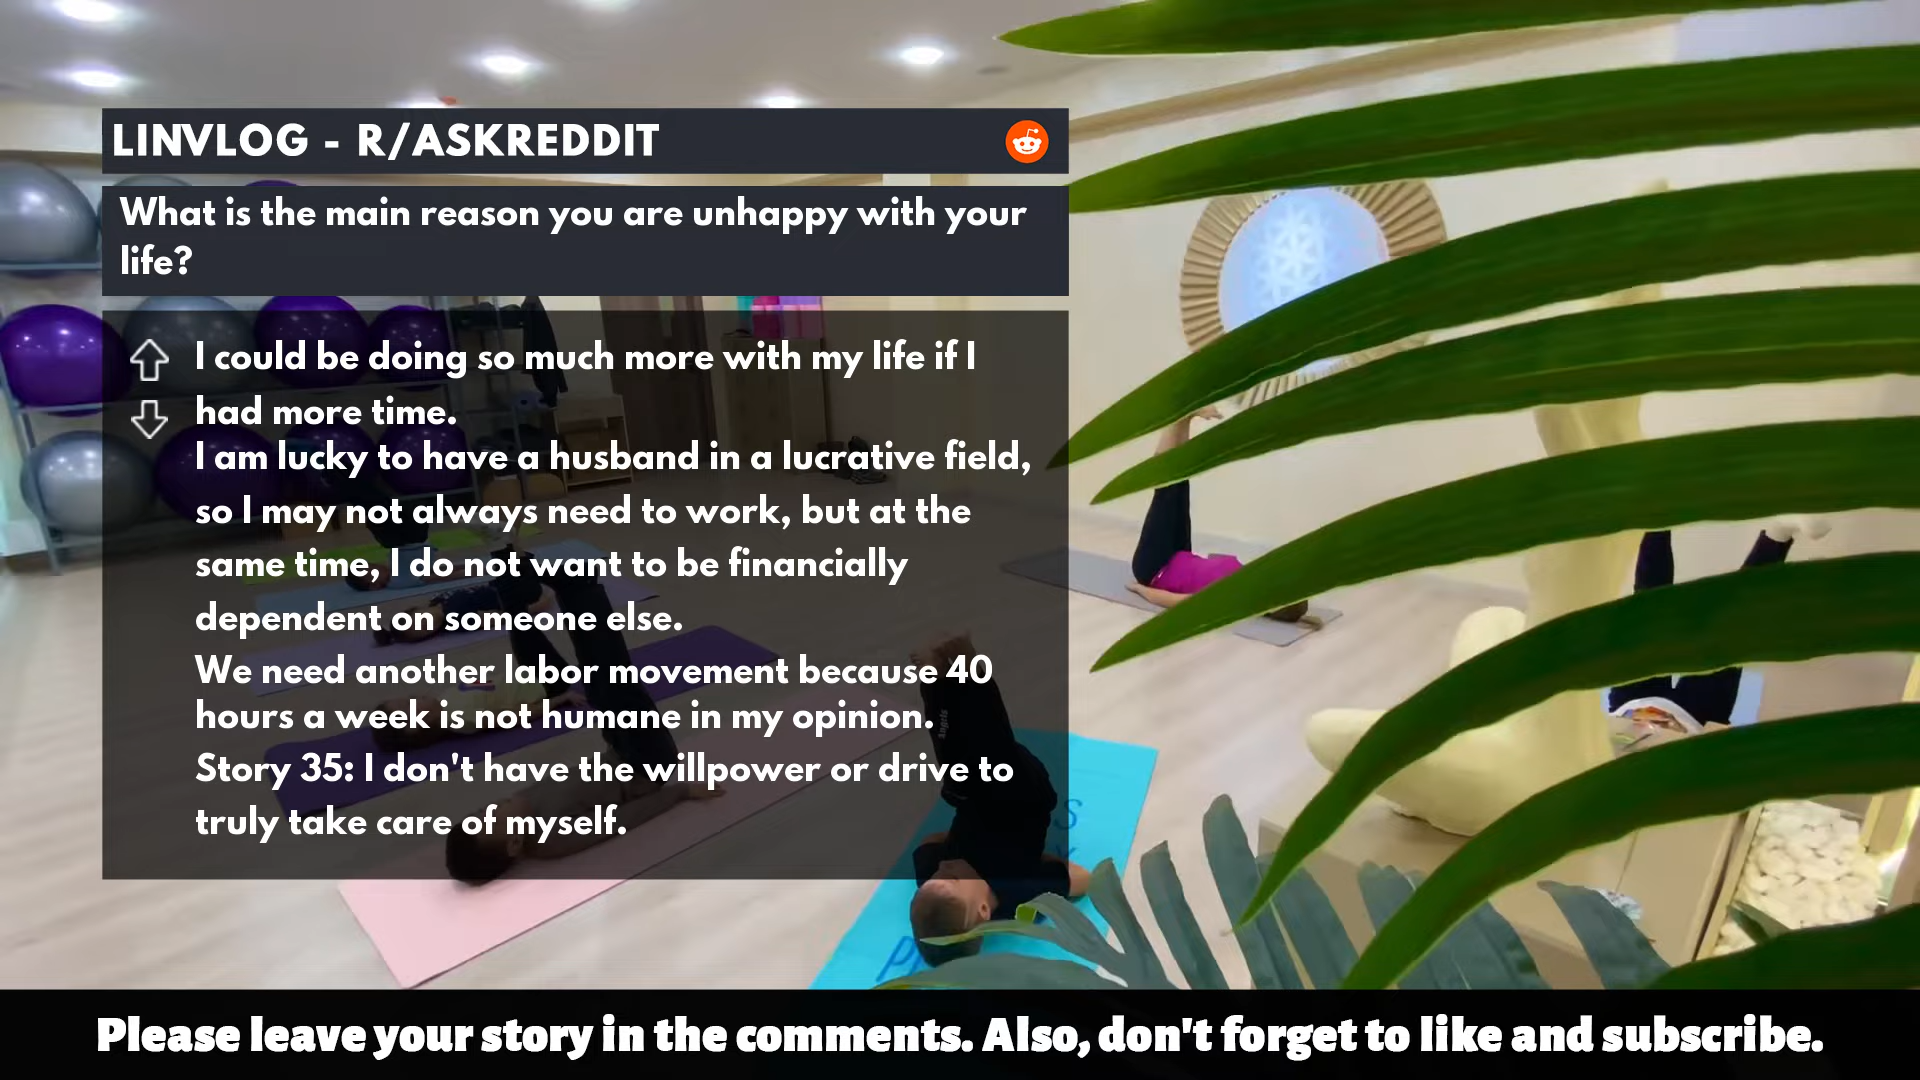 LINVLOG - R/ASKREDDIT
What is the main reason you are unhappy with your
life?
I could be doing so much more with my life if I
had more time.
I am lucky to have a husband in a lucrative field,
so I may not always need to work, but at the
same time, I do not want to be financially
dependent on someone else.
We need another labor movement because 40
hours a week is not humane in my opinion.
Story 35: I don't have the willpower or drive to
truly take care of myself.
Please leave your story in the comments. Also, don't forget to like and subscribe.